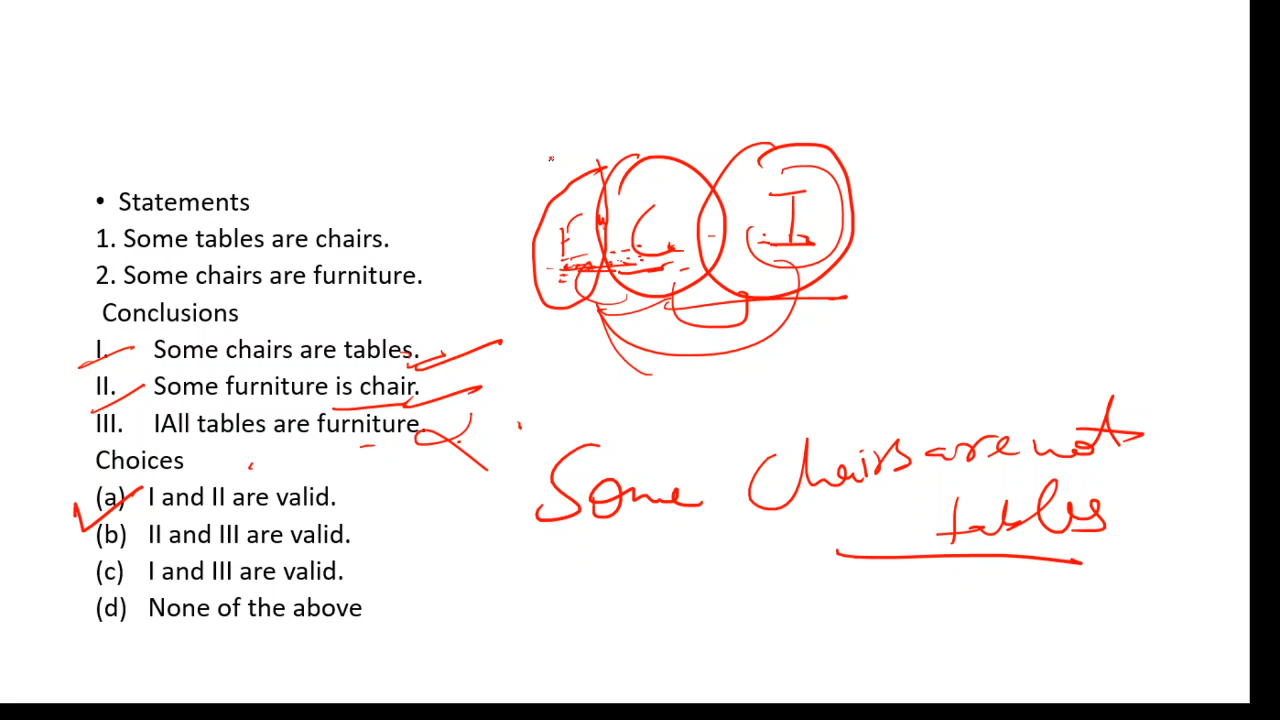 • Statements
1. Some tables are chairs.
2. Some chairs are furniture.
Conclusions
I. Some chairs are tables.
II. Some furniture is chair.
III. IAll tables are furniture.
Choices
(a) I and II are valid.
(b) II and III are valid.
(c) I and III are valid.
(d) None of the above
F C T
Some chairs are not
tables